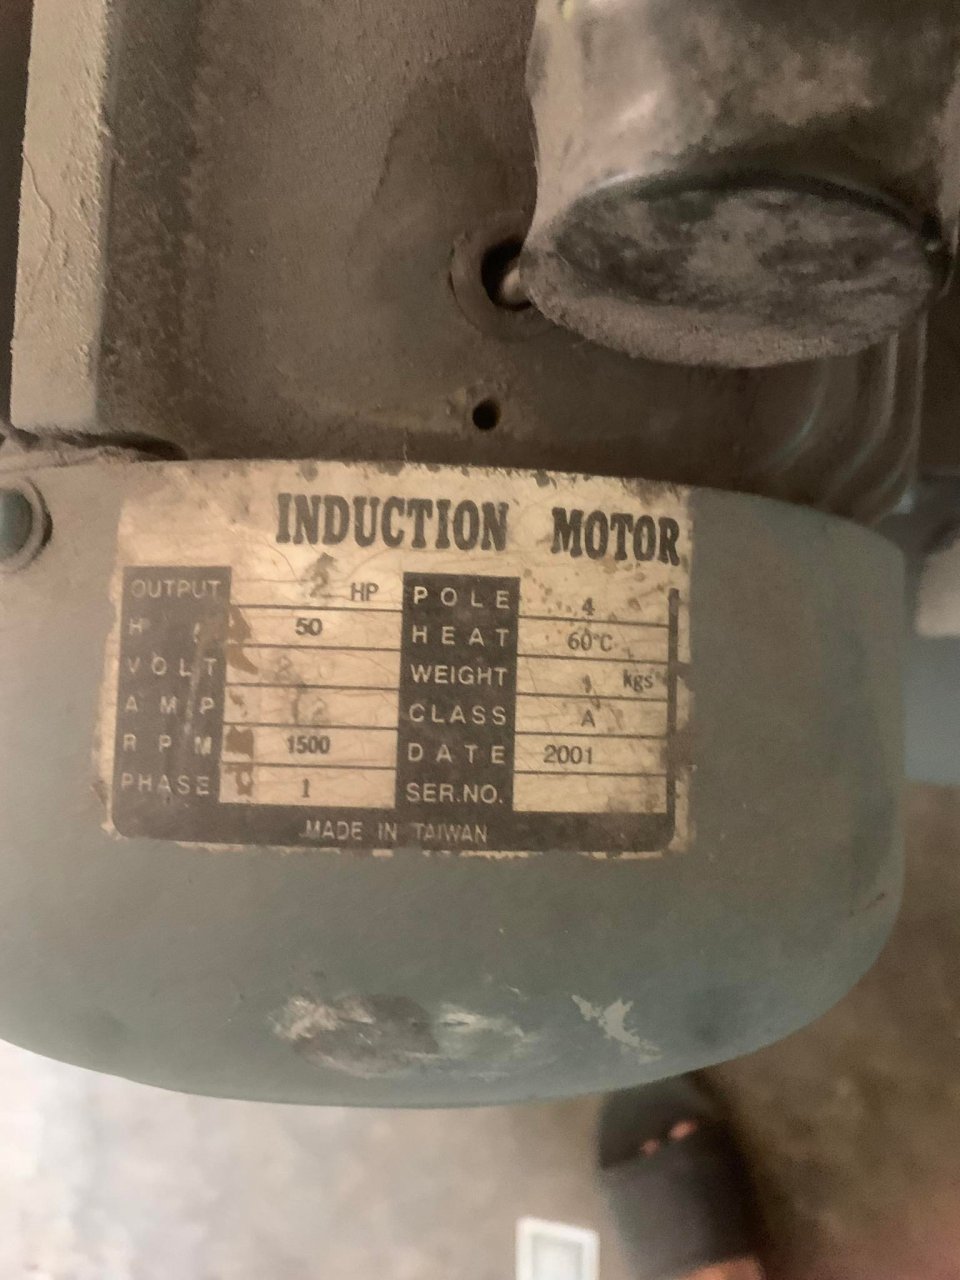 INDUCTION MOTOR
OUTPUT 2 HP POLE 4
50 HEAT 60°C
VOLT WEIGHT kgs
AMP CLASS A
RPM 1500 DATE 2001
PHASE 1 SER.NO.
MADE IN TAIWAN